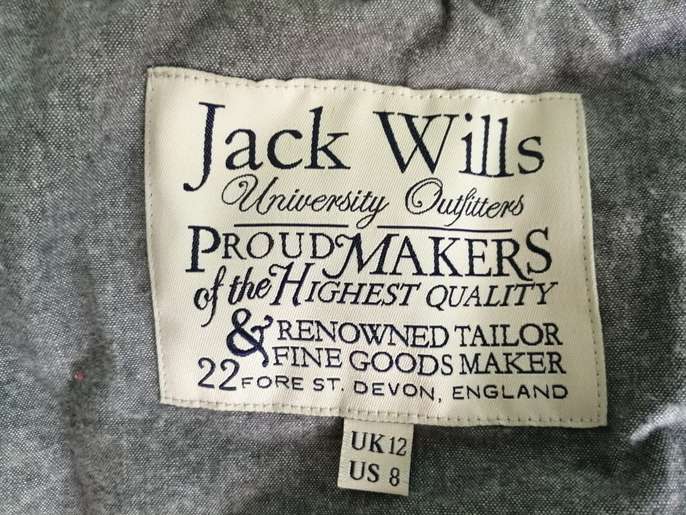 Jack Wills
University Outfitters
PROUD MAKERS
of the HIGHEST QUALITY
& RENOWNED TAILOR
FINE GOODS MAKER
22 FORE ST. DEVON, ENGLAND
UK 12
US 8